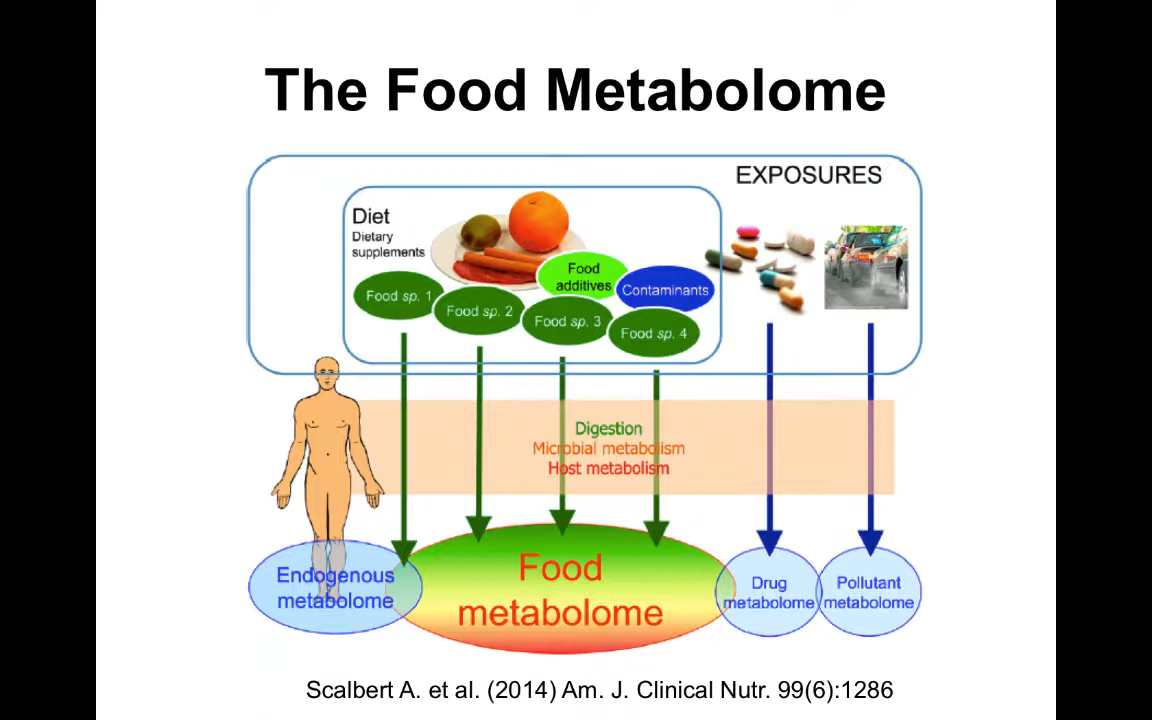 The Food Metabolome
EXPOSURES
Diet
Dietary
supplements
Food
additives
Contaminants
Food sp. 1
Food sp. 2
Food sp. 3
Food sp. 4
Digestion
Microbial metabolism
Host metabolism
Endogenous
metabolome
Food
metabolome
Drug
metabolome
Pollutant
metabolome
Scalbert A. et al. (2014) Am. J. Clinical Nutr. 99(6):1286